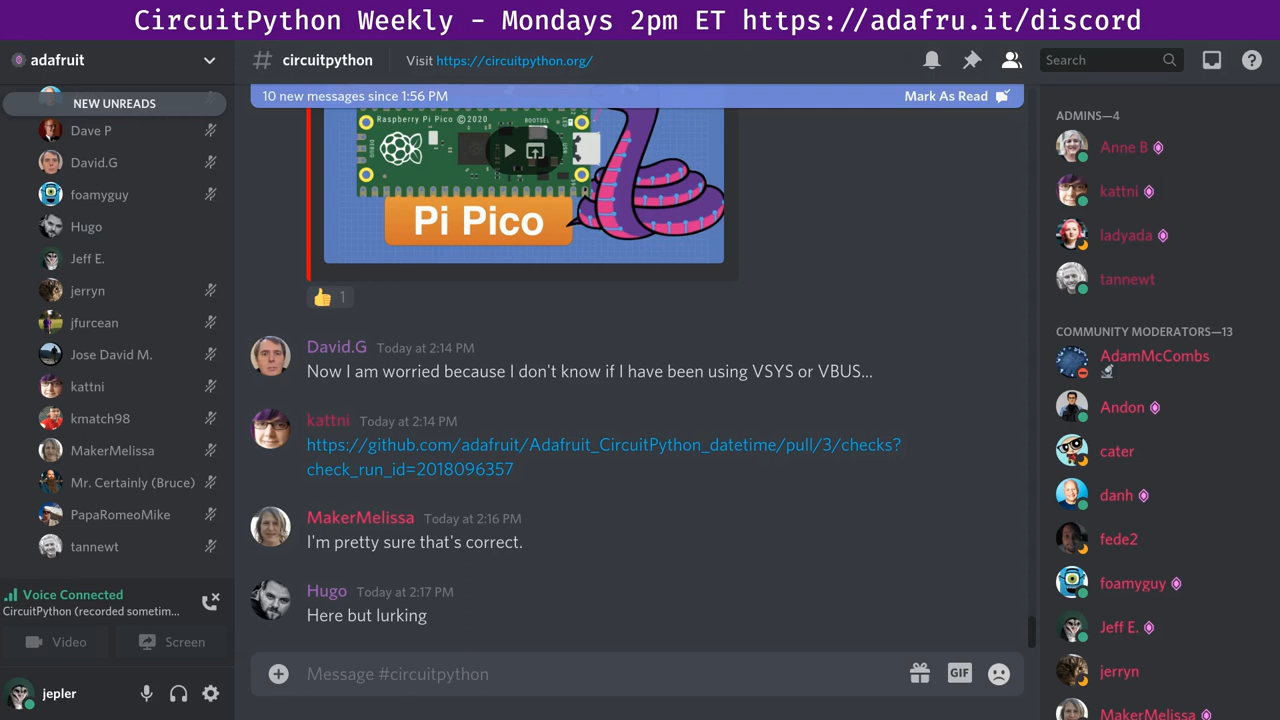 CircuitPython Weekly - Mondays 2pm ET https://adafru.it/discord
adafruit
NEW UNREADS
Dave P
David.G
foamyguy
Hugo
Jeff E.
jerryn
jfurcean
Jose David M.
kattni
kmatch98
MakerMelissa
Mr. Certainly (Bruce)
PapaRomeoMike
tannewt
Voice Connected
CircuitPython (recorded sometim...
Video
Screen
jepler
# circuitpython
Visit https://circuitpython.org/
Search
10 new messages since 1:56 PM
Mark As Read
Raspberry Pi Pico ©2020
BOOTSEL
DEBUG
Pi Pico
👍 1
David.G Today at 2:14 PM
Now I am worried because I don't know if I have been using VSYS or VBUS...
kattni Today at 2:14 PM
https://github.com/adafruit/Adafruit_CircuitPython_datetime/pull/3/checks?
check_run_id=2018096357
MakerMelissa Today at 2:16 PM
I'm pretty sure that's correct.
Hugo Today at 2:17 PM
Here but lurking
Message #circuitpython
GIF
ADMINS—4
Anne B
kattni
ladyada
tannewt
COMMUNITY MODERATORS—13
AdamMcCombs
Andon
cater
danh
fede2
foamyguy
Jeff E.
jerryn
MakerMelissa